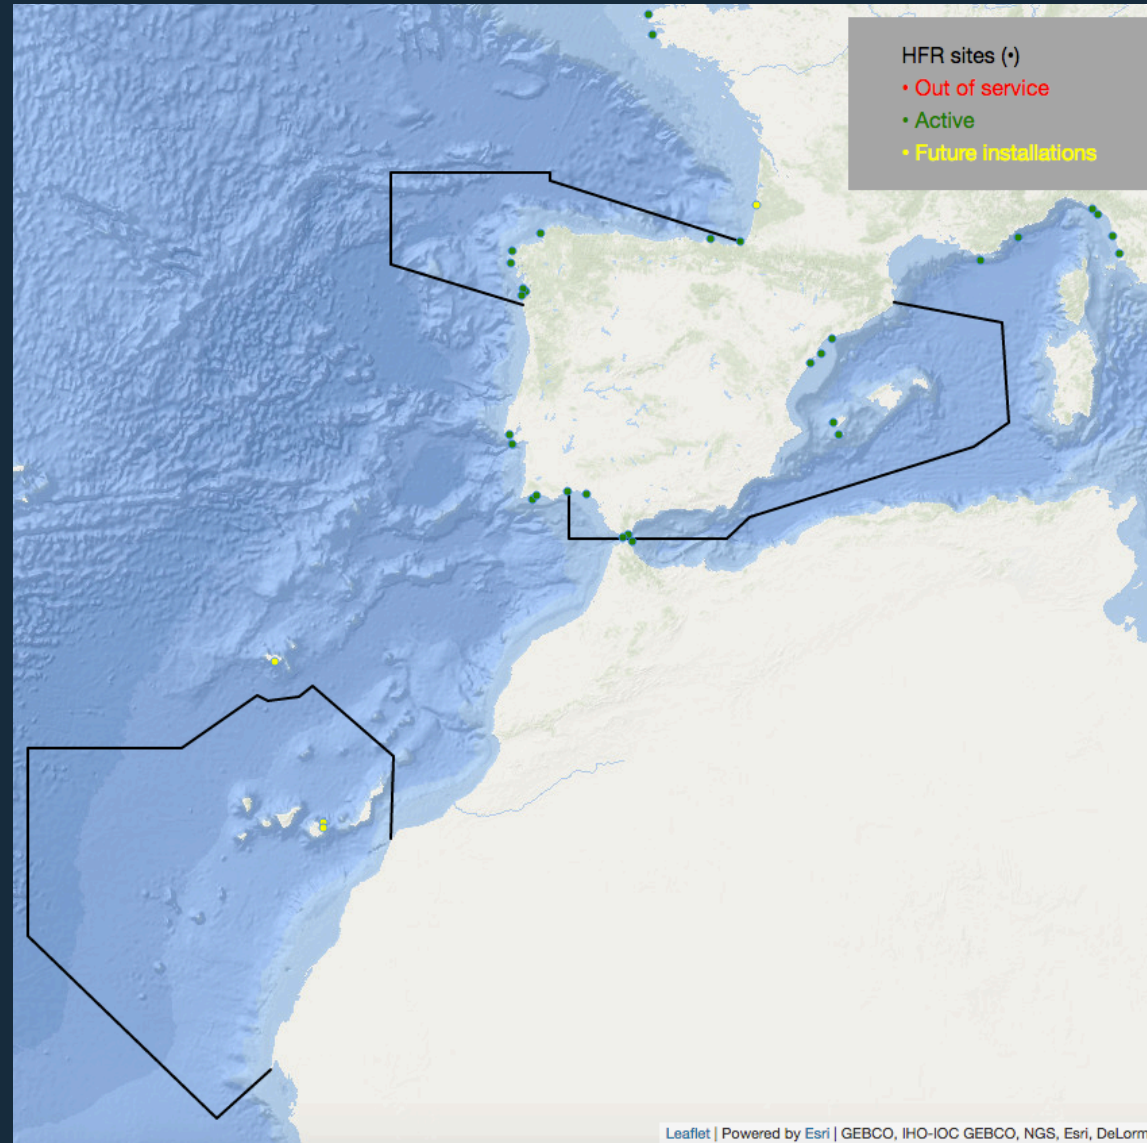 HFR sites (•)
• Out of service
• Active
• Future installations
Leaflet | Powered by Esri | GEBCO, IHO-IOC GEBCO, NGS, Esri, DeLorm